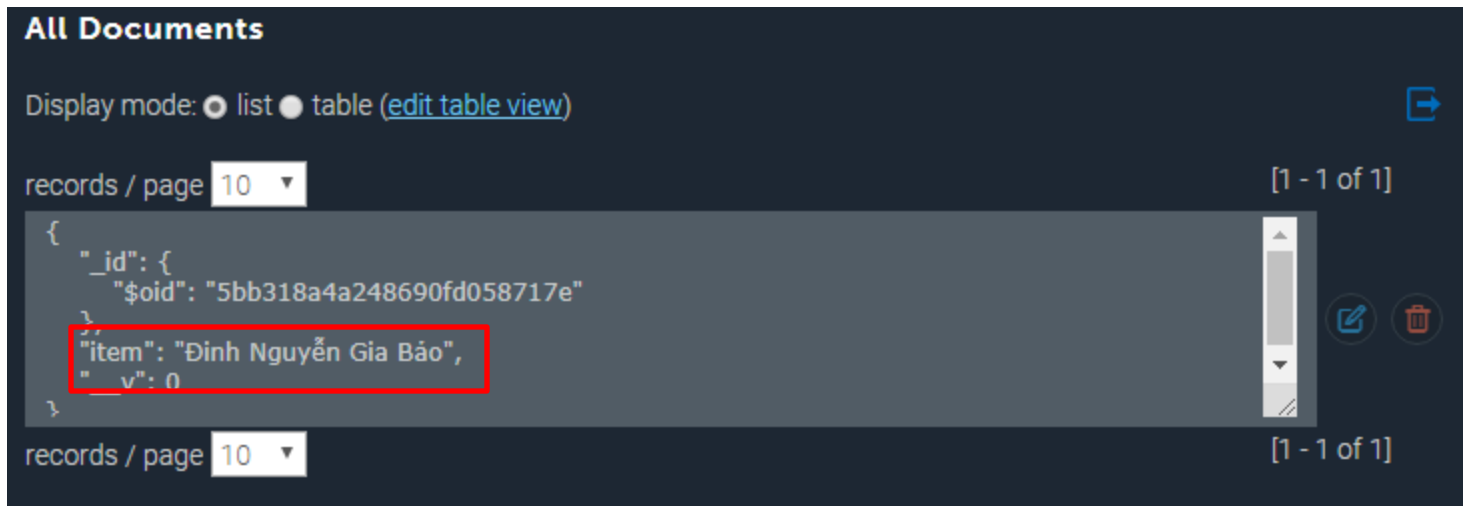 All Documents
Display mode: list table (edit table view)
records / page 10 [1 - 1 of 1]
{
"_id": {
"$oid": "5bb318a4a248690fd058717e"
},
"item": "Đinh Nguyễn Gia Bảo",
"__v": 0
}
records / page 10 [1 - 1 of 1]